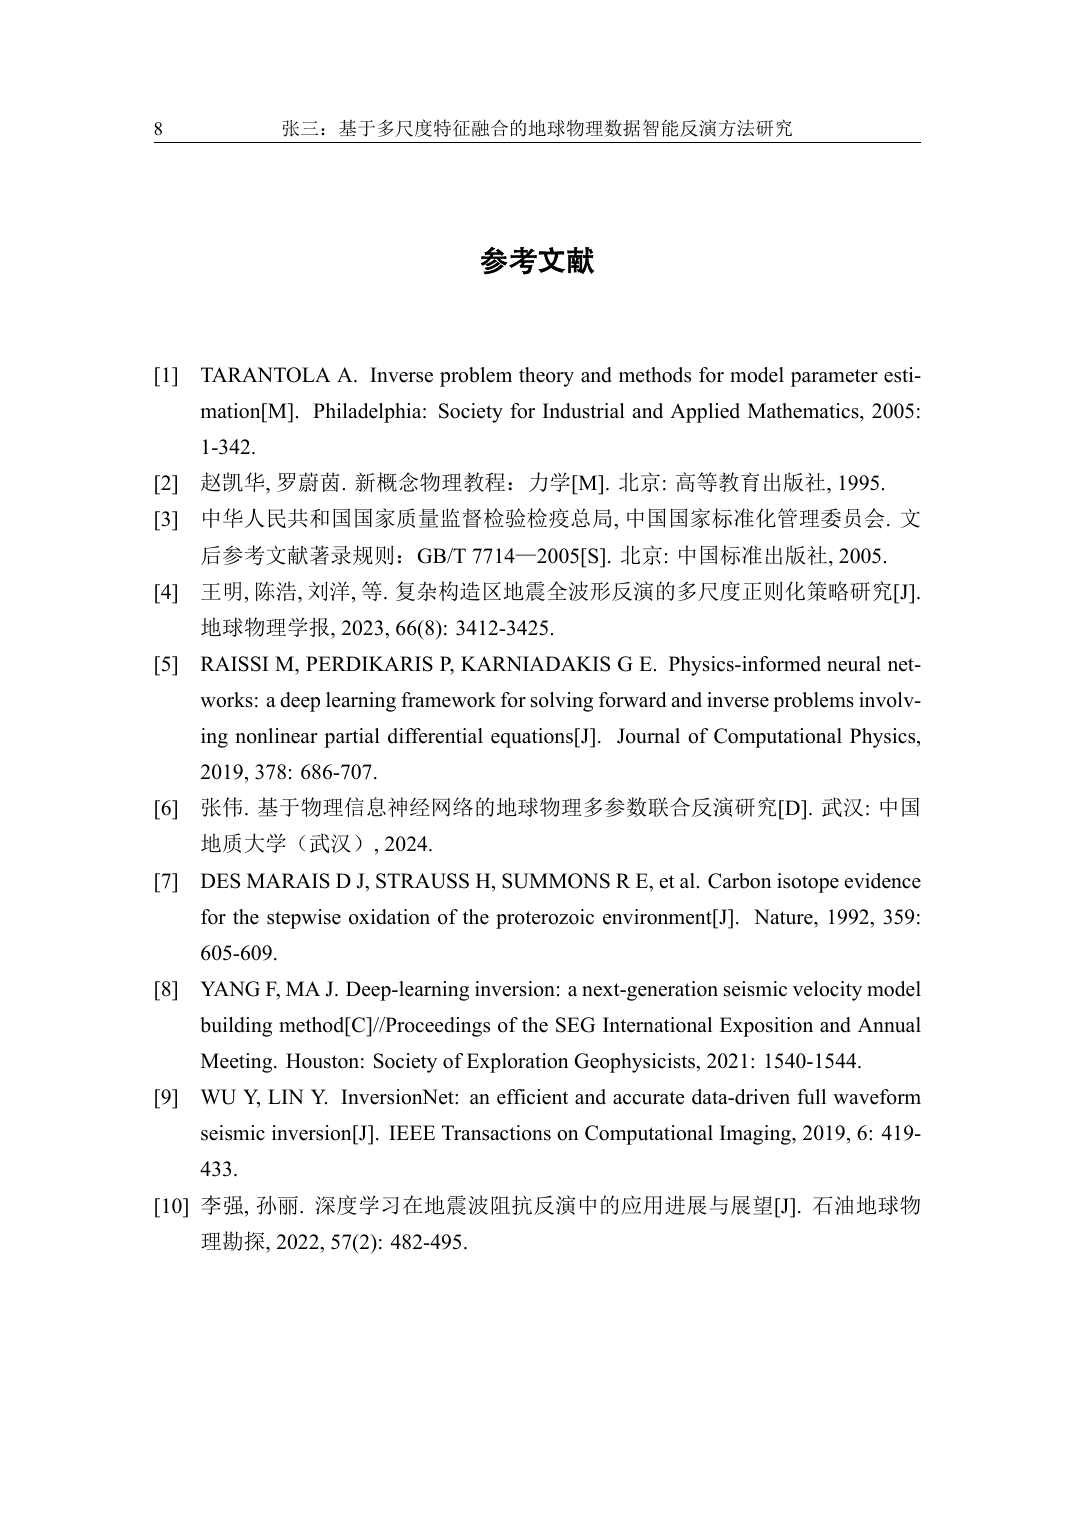 8 张三：基于多尺度特征融合的地球物理数据智能反演方法研究
参考文献
[1] TARANTOLA A. Inverse problem theory and methods for model parameter esti-
mation[M]. Philadelphia: Society for Industrial and Applied Mathematics, 2005:
1-342.
[2] 赵凯华, 罗蔚茵. 新概念物理教程：力学[M]. 北京: 高等教育出版社, 1995.
[3] 中华人民共和国国家质量监督检验检疫总局, 中国国家标准化管理委员会. 文
后参考文献著录规则：GB/T 7714—2005[S]. 北京: 中国标准出版社, 2005.
[4] 王明, 陈浩, 刘洋, 等. 复杂构造区地震全波形反演的多尺度正则化策略研究[J].
地球物理学报, 2023, 66(8): 3412-3425.
[5] RAISSI M, PERDIKARIS P, KARNIADAKIS G E. Physics-informed neural net-
works: a deep learning framework for solving forward and inverse problems involv-
ing nonlinear partial differential equations[J]. Journal of Computational Physics,
2019, 378: 686-707.
[6] 张伟. 基于物理信息神经网络的地球物理多参数联合反演研究[D]. 武汉: 中国
地质大学（武汉）, 2024.
[7] DES MARAIS D J, STRAUSS H, SUMMONS R E, et al. Carbon isotope evidence
for the stepwise oxidation of the proterozoic environment[J]. Nature, 1992, 359:
605-609.
[8] YANG F, MA J. Deep-learning inversion: a next-generation seismic velocity model
building method[C]//Proceedings of the SEG International Exposition and Annual
Meeting. Houston: Society of Exploration Geophysicists, 2021: 1540-1544.
[9] WU Y, LIN Y. InversionNet: an efficient and accurate data-driven full waveform
seismic inversion[J]. IEEE Transactions on Computational Imaging, 2019, 6: 419-
433.
[10] 李强, 孙丽. 深度学习在地震波阻抗反演中的应用进展与展望[J]. 石油地球物
理勘探, 2022, 57(2): 482-495.